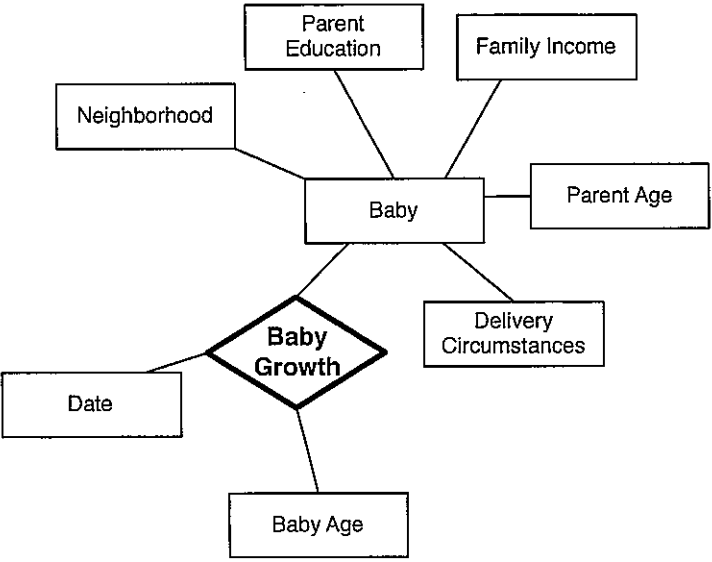 Parent
Education
Family Income
Neighborhood
Parent Age
Baby
Delivery
Circumstances
Baby
Growth
Date
Baby Age